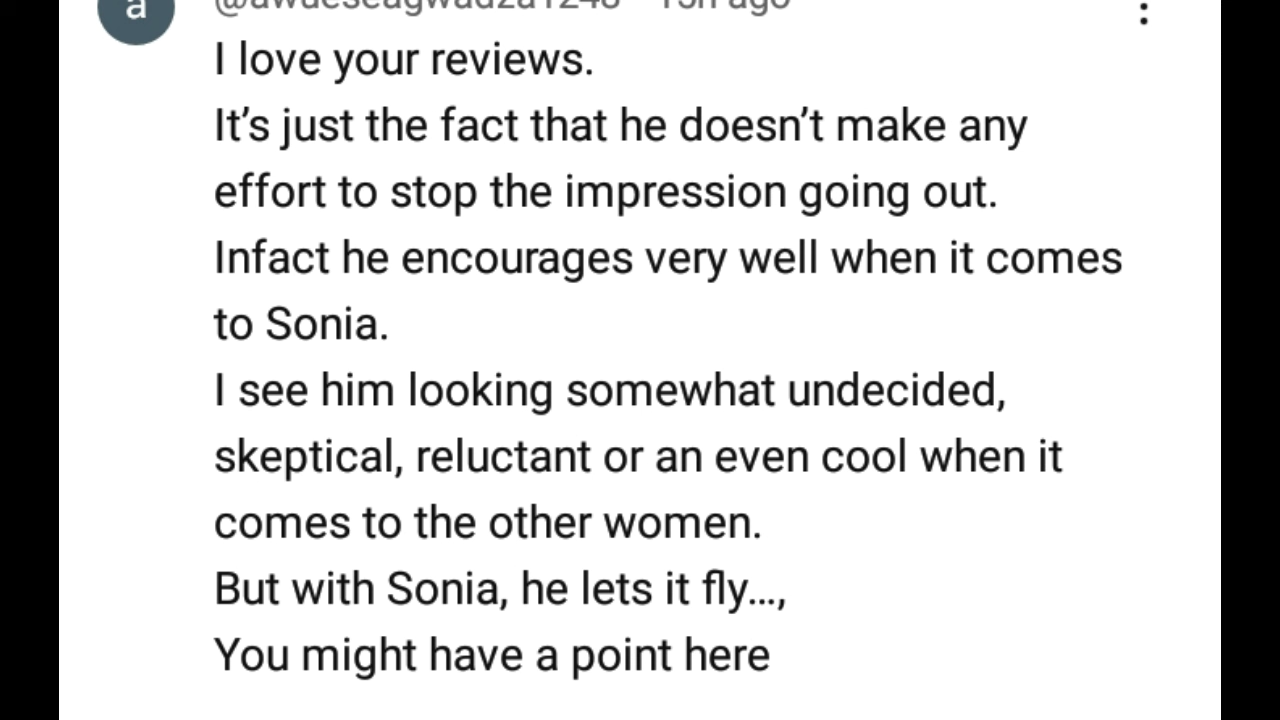 a
I love your reviews.
It’s just the fact that he doesn’t make any
effort to stop the impression going out.
Infact he encourages very well when it comes
to Sonia.
I see him looking somewhat undecided,
skeptical, reluctant or an even cool when it
comes to the other women.
But with Sonia, he lets it fly…,
You might have a point here